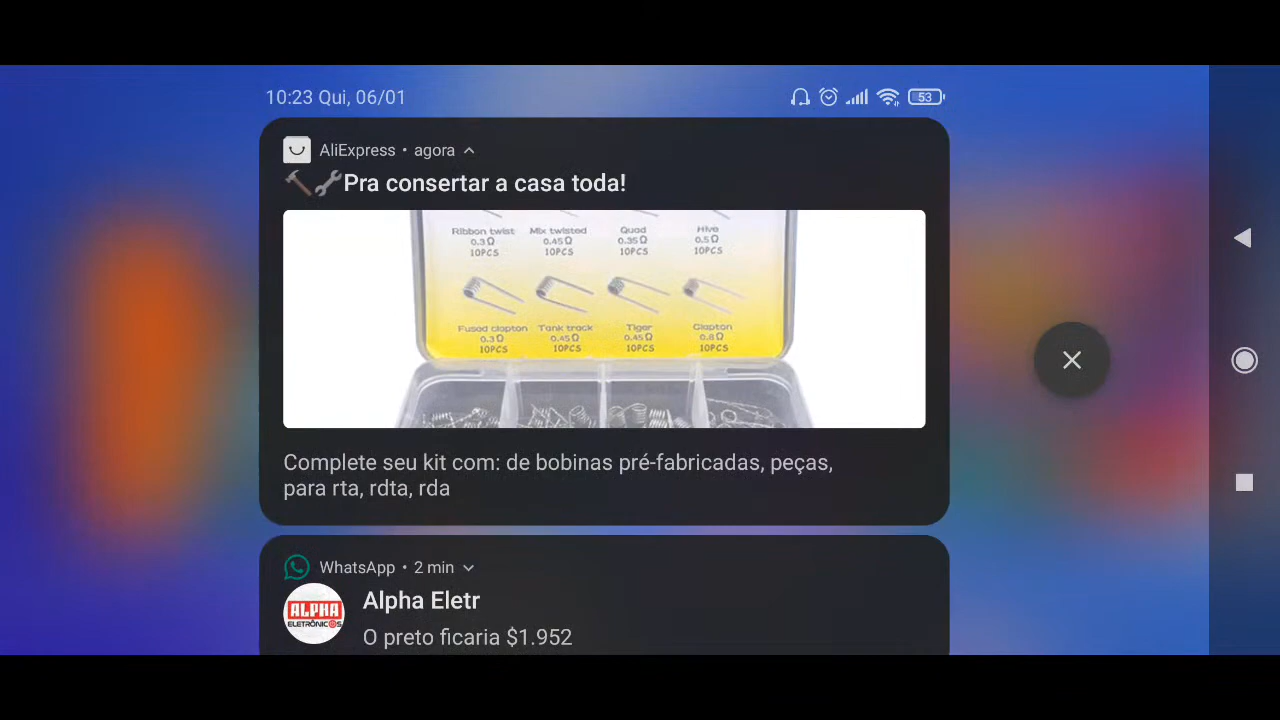 10:23 Qui, 06/01
53
AliExpress • agora
Pra consertar a casa toda!
Ribbon twist Mix twisted Quad Hive
0.3Ω 0.45Ω 0.35Ω 0.5Ω
10PCS 10PCS 10PCS 10PCS
Fused clapton Tank track Tiger Clapton
0.3Ω 0.45Ω 0.45Ω 0.8Ω
10PCS 10PCS 10PCS 10PCS
Complete seu kit com: de bobinas pré-fabricadas, peças,
para rta, rdta, rda
WhatsApp • 2 min
Alpha Eletr
ALPHA
ELETRÔNICOS
O preto ficaria $1.952